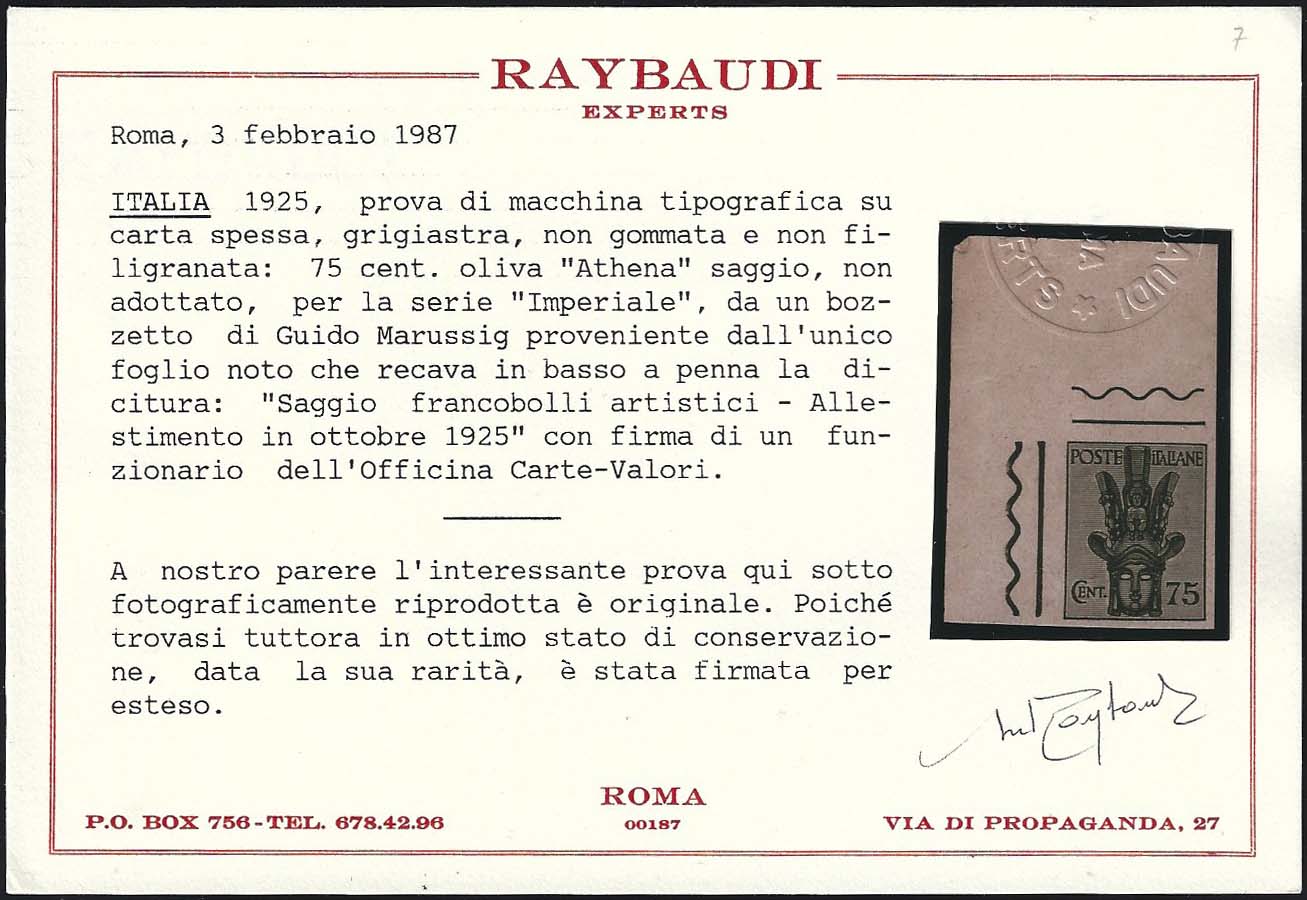 7
RAYBAUDI
EXPERTS
Roma, 3 febbraio 1987
ITALIA 1925, prova di macchina tipografica su
carta spessa, grigiastra, non gommata e non fi-
ligranata: 75 cent. oliva "Athena" saggio, non
adottato, per la serie "Imperiale", da un boz-
zetto di Guido Marussig proveniente dall'unico
foglio noto che recava in basso a penna la di-
citura: "Saggio francobolli artistici - Alle-
stimento in ottobre 1925" con firma di un fun-
zionario dell'Officina Carte-Valori.
A nostro parere l'interessante prova qui sotto
fotograficamente riprodotta è originale. Poiché
trovasi tuttora in ottimo stato di conservazio-
ne, data la sua rarità, è stata firmata per
esteso.
POSTE ITALIANE
CENT. 75
ROMA
00187
P.O. BOX 756-TEL. 678.42.96
VIA DI PROPAGANDA, 27